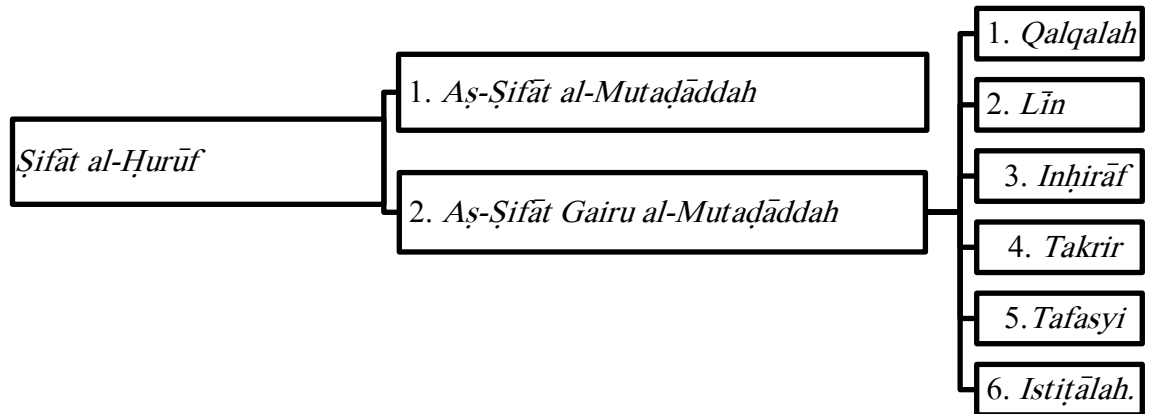 Ṣifāt al-Ḥurūf
1. Aṣ-Ṣifāt al-Mutaḍāddah
2. Aṣ-Ṣifāt Gairu al-Mutaḍāddah
1. Qalqalah
2. Līn
3. Inḥirāf
4. Takrir
5. Tafasyi
6. Istiṭālah.